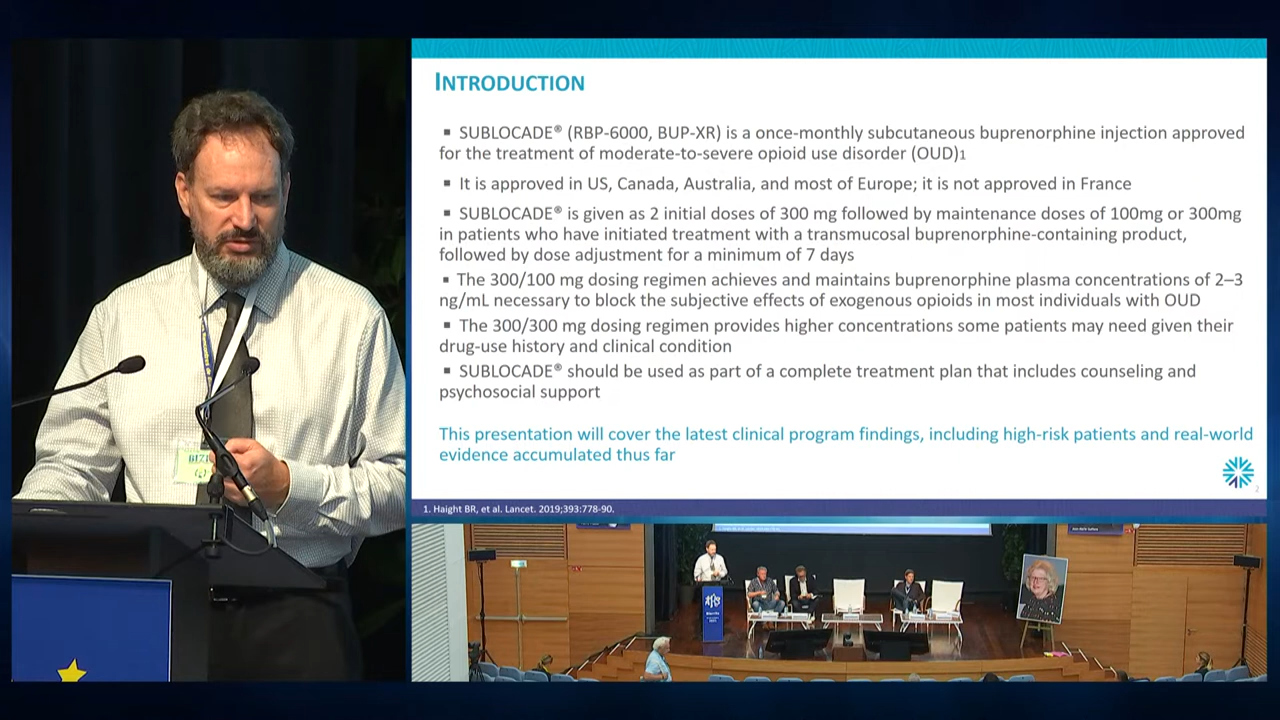 INTRODUCTION
▪ SUBLOCADE® (RBP-6000, BUP-XR) is a once-monthly subcutaneous buprenorphine injection approved
for the treatment of moderate-to-severe opioid use disorder (OUD)1
▪ It is approved in US, Canada, Australia, and most of Europe; it is not approved in France
▪ SUBLOCADE® is given as 2 initial doses of 300 mg followed by maintenance doses of 100mg or 300mg
in patients who have initiated treatment with a transmucosal buprenorphine-containing product,
followed by dose adjustment for a minimum of 7 days
▪ The 300/100 mg dosing regimen achieves and maintains buprenorphine plasma concentrations of 2–3
ng/mL necessary to block the subjective effects of exogenous opioids in most individuals with OUD
▪ The 300/300 mg dosing regimen provides higher concentrations some patients may need given their
drug-use history and clinical condition
▪ SUBLOCADE® should be used as part of a complete treatment plan that includes counseling and
psychosocial support
This presentation will cover the latest clinical program findings, including high-risk patients and real-world
evidence accumulated thus far
2
1. Haight BR, et al. Lancet. 2019;393:778-90.